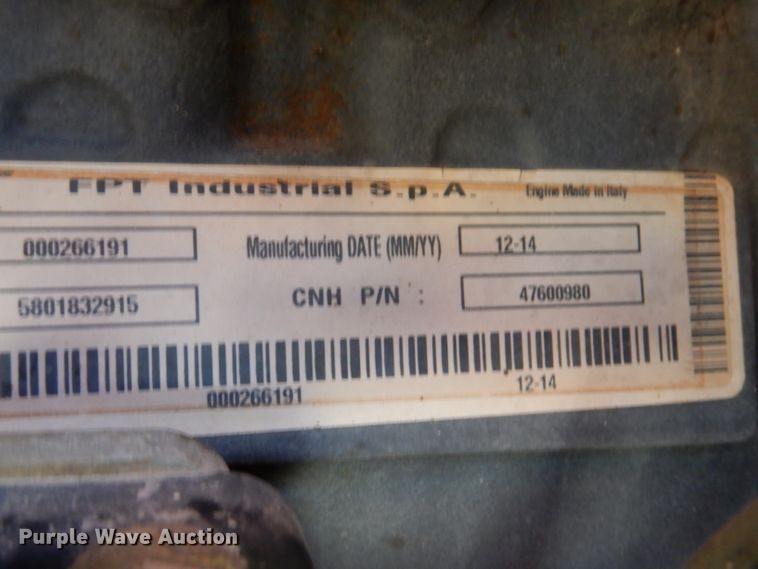 FPT Industrial S.p.A. Engine Made in Italy
000266191 Manufacturing DATE (MM/YY) 12-14
5801832915 CNH P/N : 47600980
000266191 12-14
Purple Wave Auction